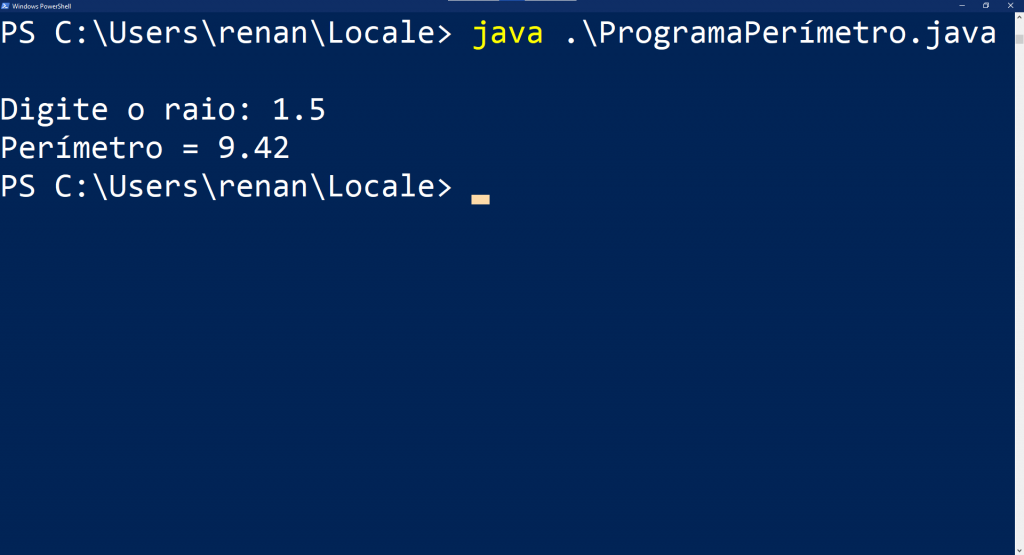 Windows PowerShell
PS C:\Users\renan\Locale> java .\ProgramaPerímetro.java
Digite o raio: 1.5
Perímetro = 9.42
PS C:\Users\renan\Locale>